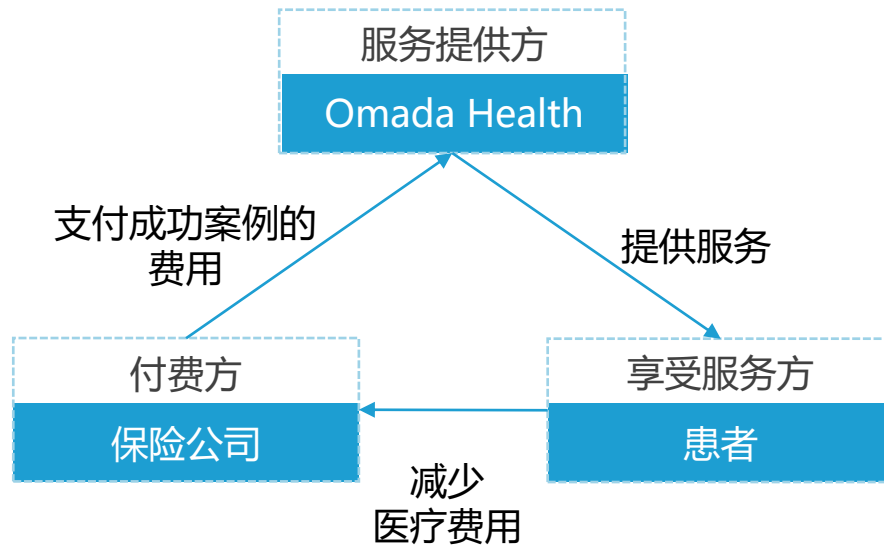 服务提供方
Omada Health
支付成功案例的
费用
提供服务
付费方
保险公司
享受服务方
患者
减少
医疗费用